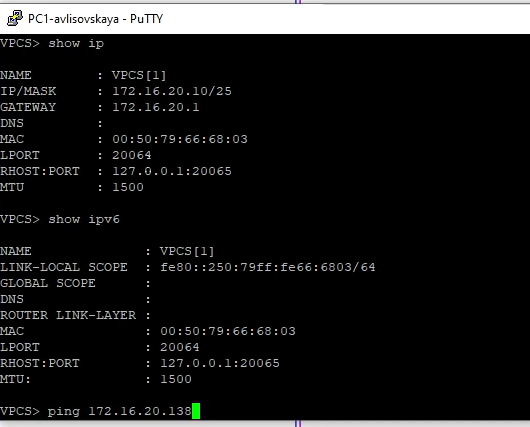 PC1-avlisovskaya - PuTTY
VPCS> show ip
NAME : VPCS[1]
IP/MASK : 172.16.20.10/25
GATEWAY : 172.16.20.1
DNS :
MAC : 00:50:79:66:68:03
LPORT : 20064
RHOST:PORT : 127.0.0.1:20065
MTU : 1500
VPCS> show ipv6
NAME : VPCS[1]
LINK-LOCAL SCOPE : fe80::250:79ff:fe66:6803/64
GLOBAL SCOPE :
DNS :
ROUTER LINK-LAYER :
MAC : 00:50:79:66:68:03
LPORT : 20064
RHOST:PORT : 127.0.0.1:20065
MTU: : 1500
VPCS> ping 172.16.20.138